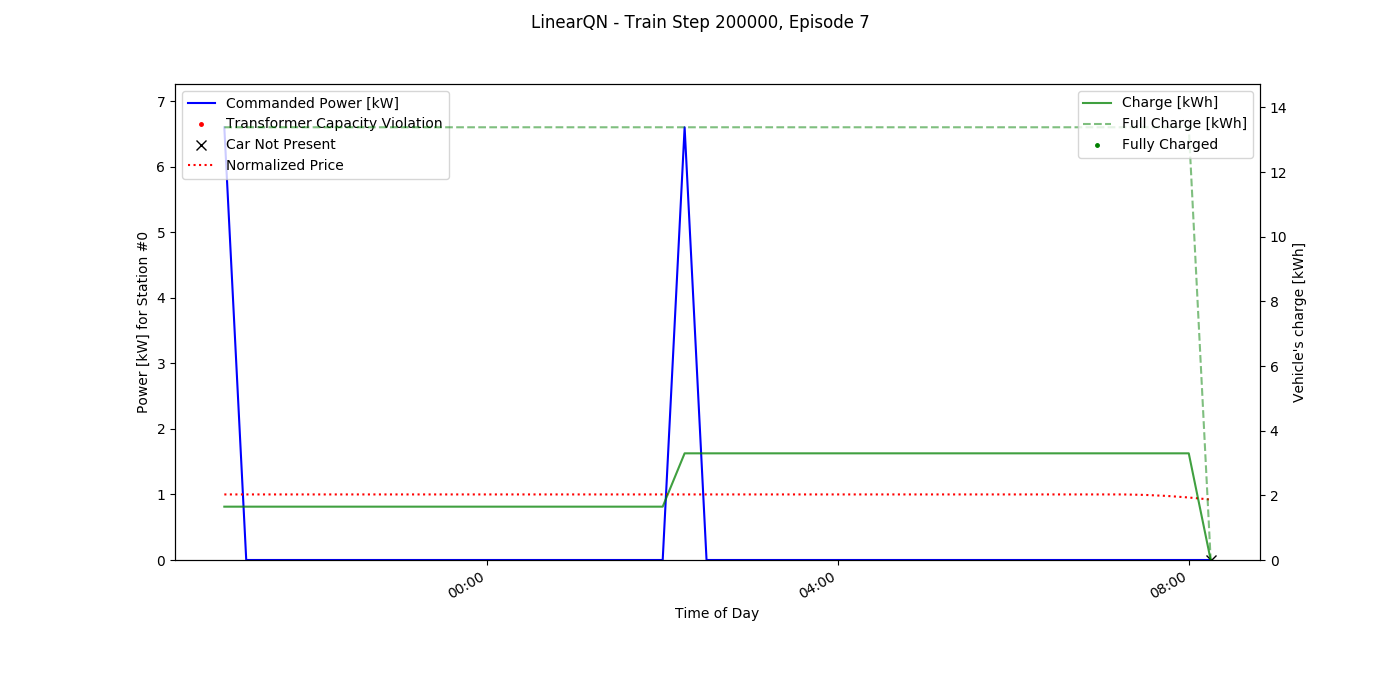 LinearQN - Train Step 200000, Episode 7
Commanded Power [kW]
Transformer Capacity Violation
Car Not Present
Normalized Price
Charge [kWh]
Full Charge [kWh]
Fully Charged
7
6
5
4
3
2
1
0
Power [kW] for Station #0
14
12
10
8
6
4
2
0
Vehicle's charge [kWh]
00:00
04:00
08:00
Time of Day